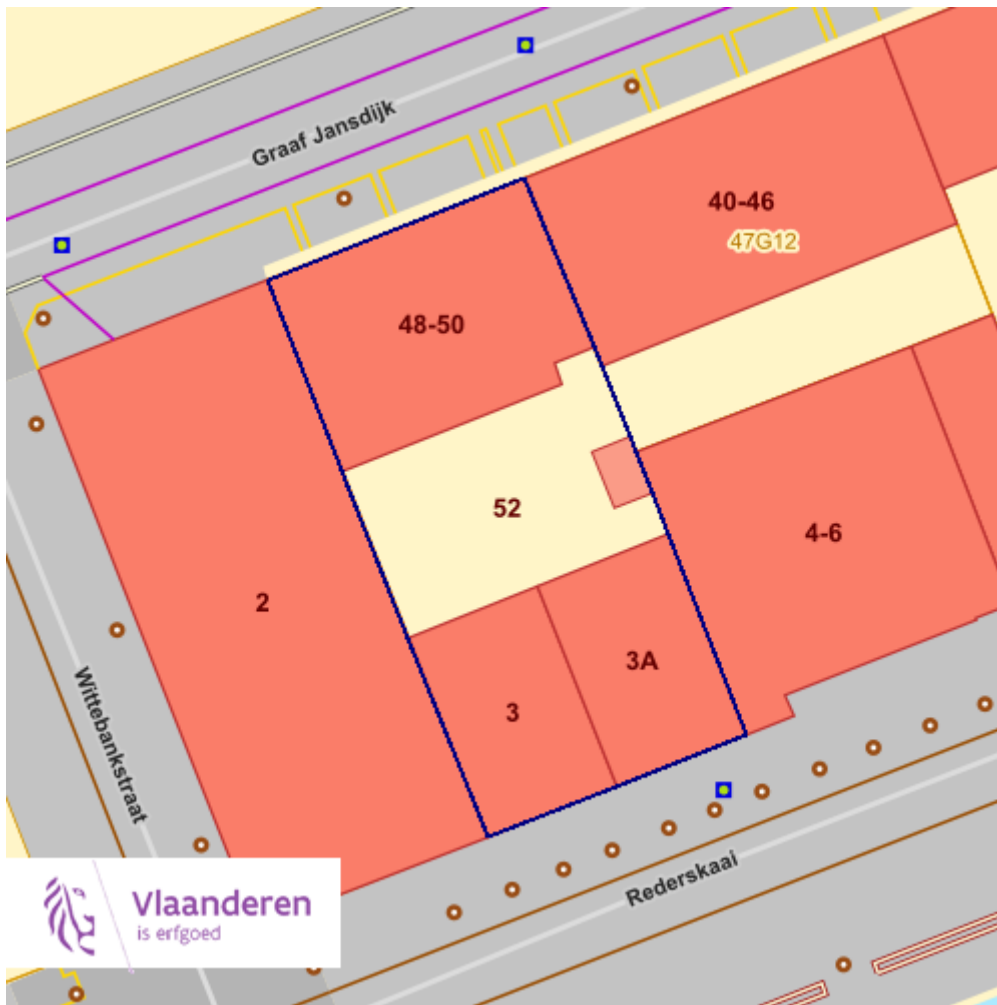 Graaf Jansdijk
40-46
47G12
48-50
52
4-6
2
3A
3
Wittebankstraat
Rederskaai
Vlaanderen
is erfgoed